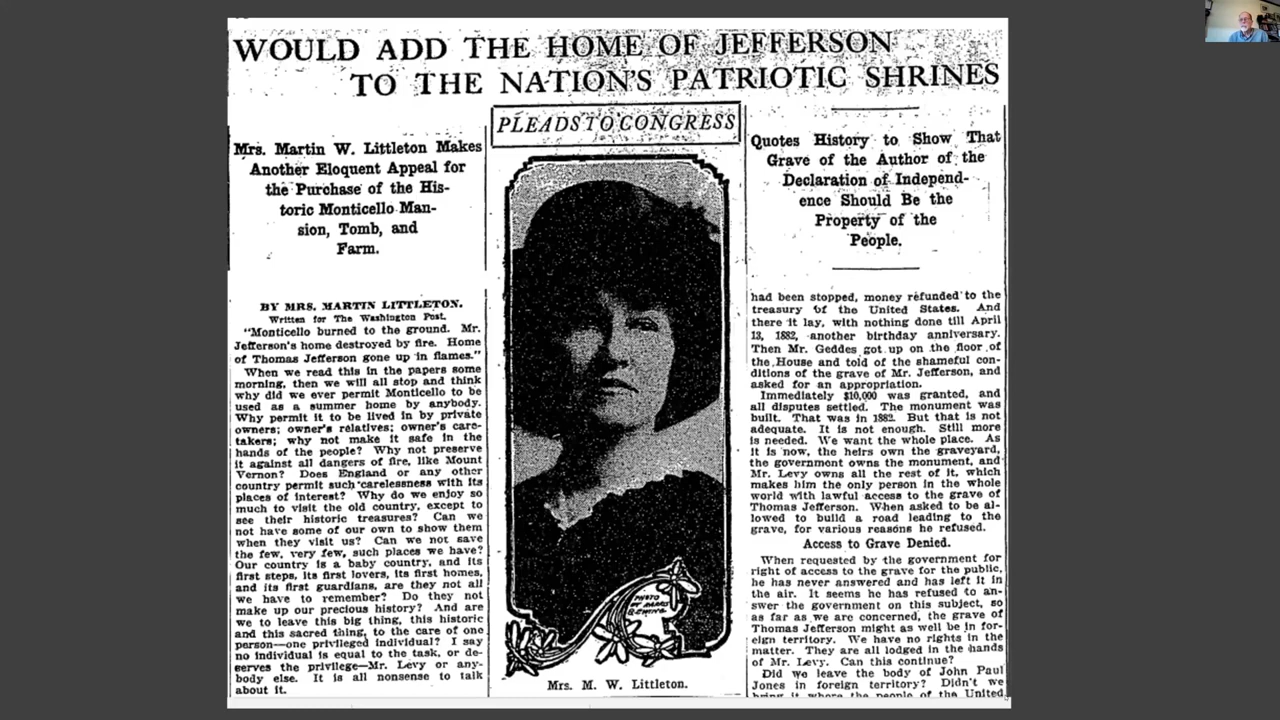 WOULD ADD THE HOME OF JEFFERSON
TO THE NATION'S PATRIOTIC SHRINES
Mrs. Martin W. Littleton Makes
Another Eloquent Appeal for
the Purchase of the His-
toric Monticello Man-
sion, Tomb, and
Farm.
BY MRS. MARTIN LITTLETON.
Written for The Washington Post.
"Monticello burned to the ground. Mr.
Jefferson's home destroyed by fire. Home
of Thomas Jefferson gone up in flames."
When we read this in the papers some
morning, then we will all stop and think
why did we ever permit Monticello to be
used as a summer home by anybody.
Why permit it to be lived in by private
owners; owner's relatives; owner's care-
takers; why not make it safe in the
hands of the people? Why not preserve
it against all dangers of fire, like Mount
Vernon? Does England or any other
country permit such carelessness with its
places of interest? Why do we enjoy so
much to visit the old country, except to
see their historic treasures? Can we
not have some of our own to show them
when they visit us? Can we not save
the few, very few, such places we have?
Our country is a baby country, and its
first steps, its first lovers, its first homes,
and its first guardians, are they not all
we have to remember? Do they not
make up our precious history? And are
we to leave this big thing, this historic
and this sacred thing, to the care of one
person—one privileged individual? I say
no individual is equal to the task, or de-
serves the privilege—Mr. Levy or any-
body else. It is all nonsense to talk
about it.
PLEADS TO CONGRESS
PHOTO
Mrs. M. W. Littleton.
Quotes History to Show That
Grave of the Author of the
Declaration of Independ-
ence Should Be the
Property of the
People.
had been stopped, money refunded to the
treasury of the United States. And
there it lay, with nothing done till April
13, 1882, another birthday anniversary.
Then Mr. Geddes got up on the floor of
the House and told of the shameful con-
ditions of the grave of Mr. Jefferson, and
asked for an appropriation.
Immediately $10,000 was granted, and
all disputes settled. The monument was
built. That was in 1882. But that is not
adequate. It is not enough. Still more
is needed. We want the whole place. As
it is now, the heirs own the graveyard,
the government owns the monument, and
Mr. Levy owns all the rest of it, which
makes him the only person in the whole
world with lawful access to the grave of
Thomas Jefferson. When asked to be al-
lowed to build a road leading to the
grave, for various reasons he refused.
Access to Grave Denied.
When requested by the government for
right of access to the grave for the public,
he has never answered and has left it in
the air. It seems he has refused to an-
swer the government on this subject, so
as far as we are concerned, the grave of
Thomas Jefferson might as well be in for-
eign territory. We have no rights in the
matter. They are all lodged in the hands
of Mr. Levy. Can this continue?
Did we leave the body of John Paul
Jones in foreign territory? Didn't we
bring it where the people of the United